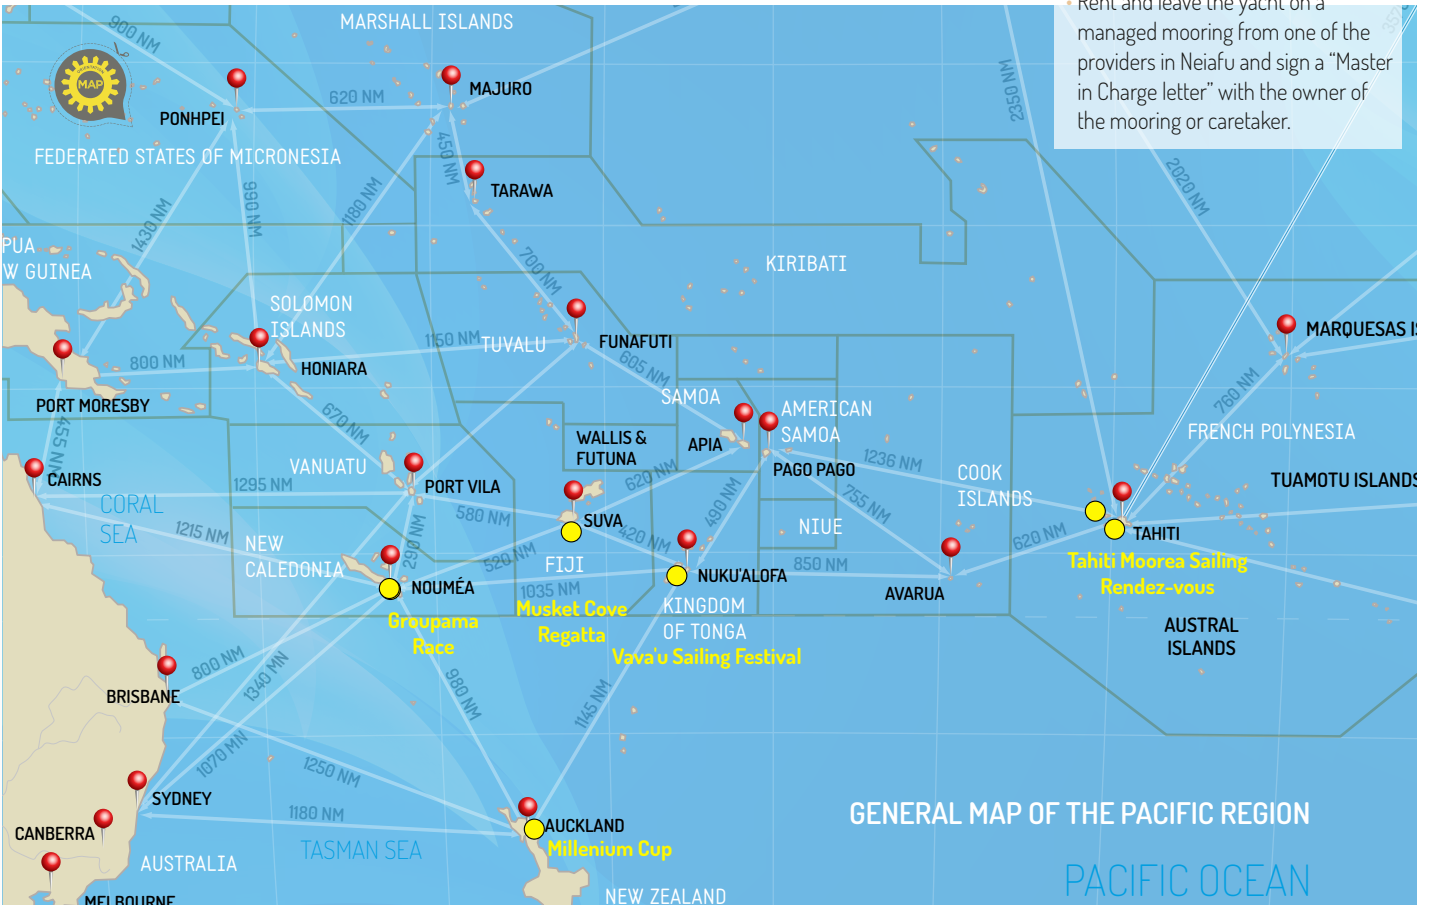 Rent and leave the yacht on a
managed mooring from one of the
providers in Neiafu and sign a “Master
in Charge letter” with the owner of
the mooring or caretaker.
900 NM
MARSHALL ISLANDS
MAP
PONHPEI
620 NM
MAJURO
2350 NM
FEDERATED STATES OF MICRONESIA
450 NM
TARAWA
990 NM
1180 NM
2020 NM
1430 NM
PUA
W GUINEA
700 NM
KIRIBATI
SOLOMON
ISLANDS
1150 NM
TUVALU
FUNAFUTI
MARQUESAS IS
800 NM
HONIARA
605 NM
760 NM
PORT MORESBY
670 NM
SAMOA
AMERICAN
SAMOA
FRENCH POLYNESIA
455 NM
WALLIS &
FUTUNA
APIA
VANUATU
PAGO PAGO
1236 NM
COOK
ISLANDS
TUAMOTU ISLANDS
CAIRNS
1295 NM
PORT VILA
620 NM
CORAL
SEA
580 NM
SUVA
490 NM
755 NM
1215 NM
290 NM
420 NM
NIUE
620 NM
TAHITI
NEW
CALEDONIA
520 NM
FIJI
850 NM
Tahiti Moorea Sailing
Rendez-vous
NOUMÉA
1035 NM
NUKU'ALOFA
AVARUA
Groupama
Race
Musket Cove
Regatta
KINGDOM
OF TONGA
Vava'u Sailing Festival
AUSTRAL
ISLANDS
800 NM
1340 MN
980 NM
1145 NM
BRISBANE
1070 MN
1250 NM
SYDNEY
1180 NM
CANBERRA
AUCKLAND
Millenium Cup
GENERAL MAP OF THE PACIFIC REGION
TASMAN SEA
AUSTRALIA
PACIFIC OCEAN
MELBOURNE
NEW ZEALAND